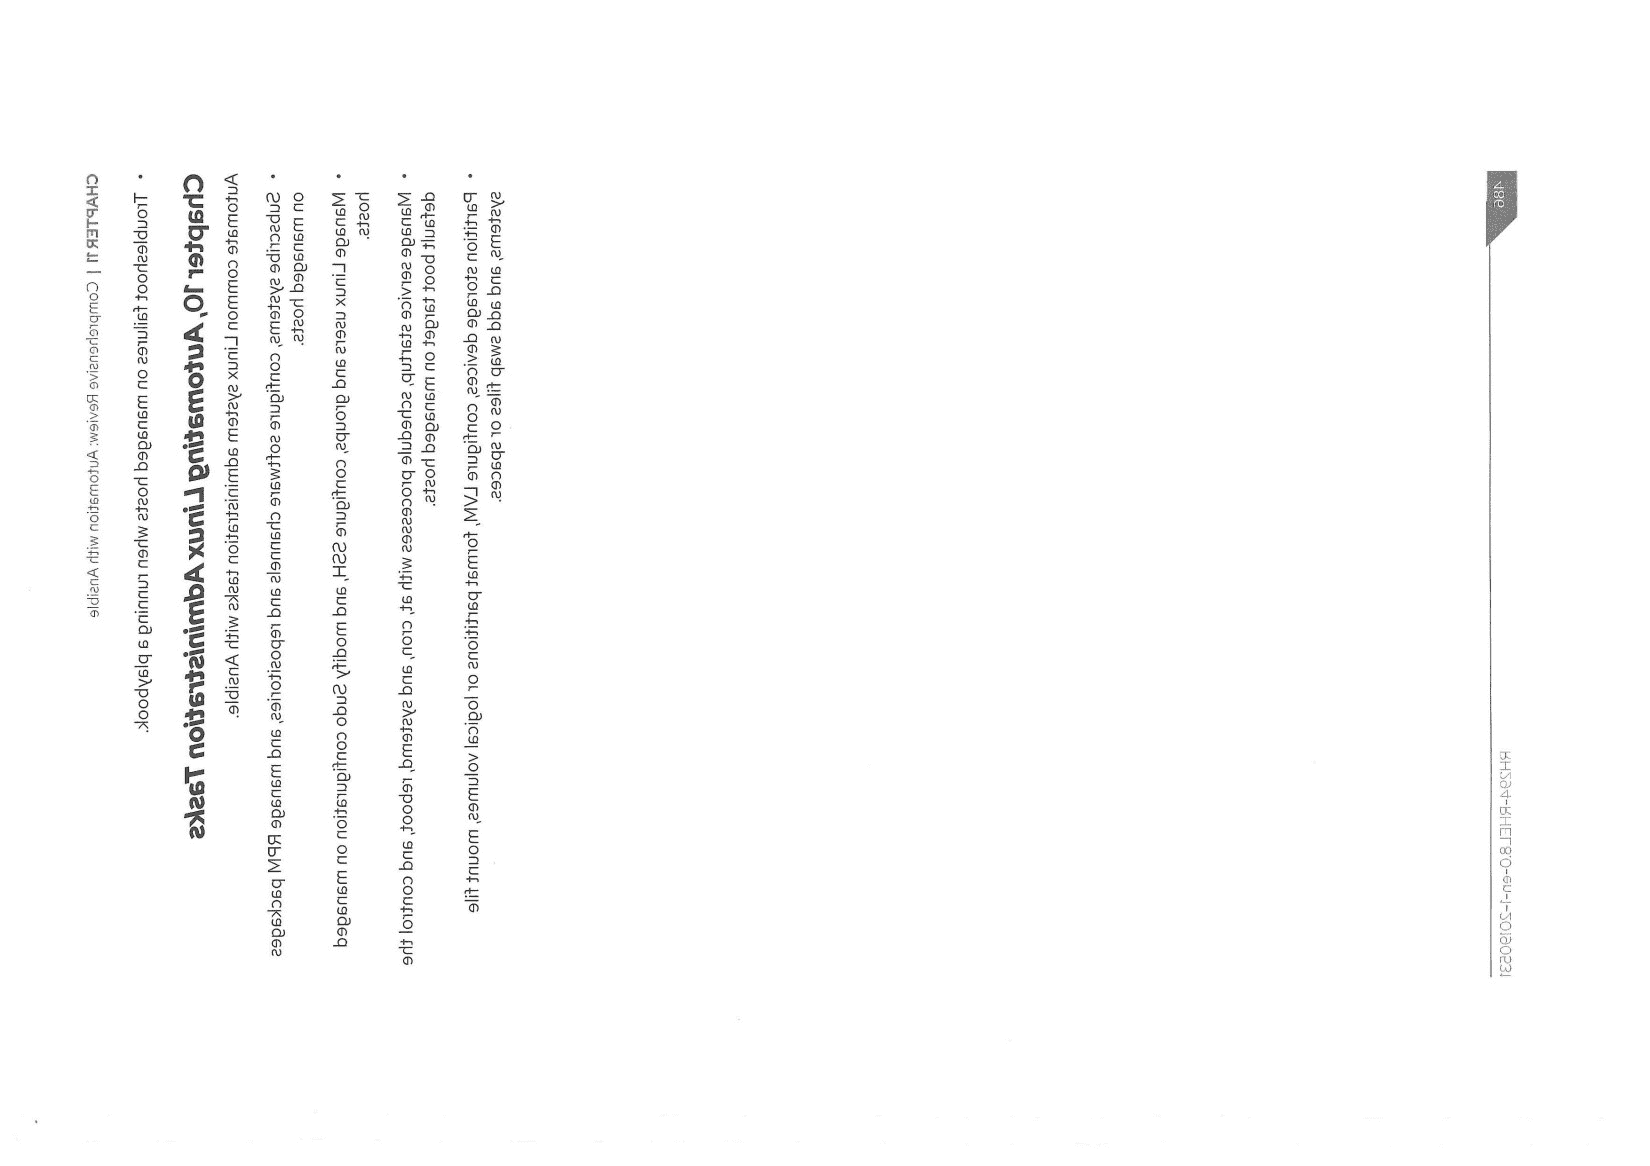 CHAPTER 11 | Comprehensive Review: Automation with Ansible
• Troubleshoot failures on managed hosts when running a playbook.
Chapter 10, Automating Linux Administration Tasks
Automate common Linux system administration tasks with Ansible.
• Subscribe systems, configure software channels and repositories, and manage RPM packages
on managed hosts.
• Manage Linux users and groups, configure SSH, and modify Sudo configuration on managed
hosts.
• Manage service startup, schedule processes with at, cron, and systemd, reboot, and control the
default boot target on managed hosts.
• Partition storage devices, configure LVM, format partitions or logical volumes, mount file
systems, and add swap files or spaces.
486
RH294-RHEL8.0-en-1-20190531